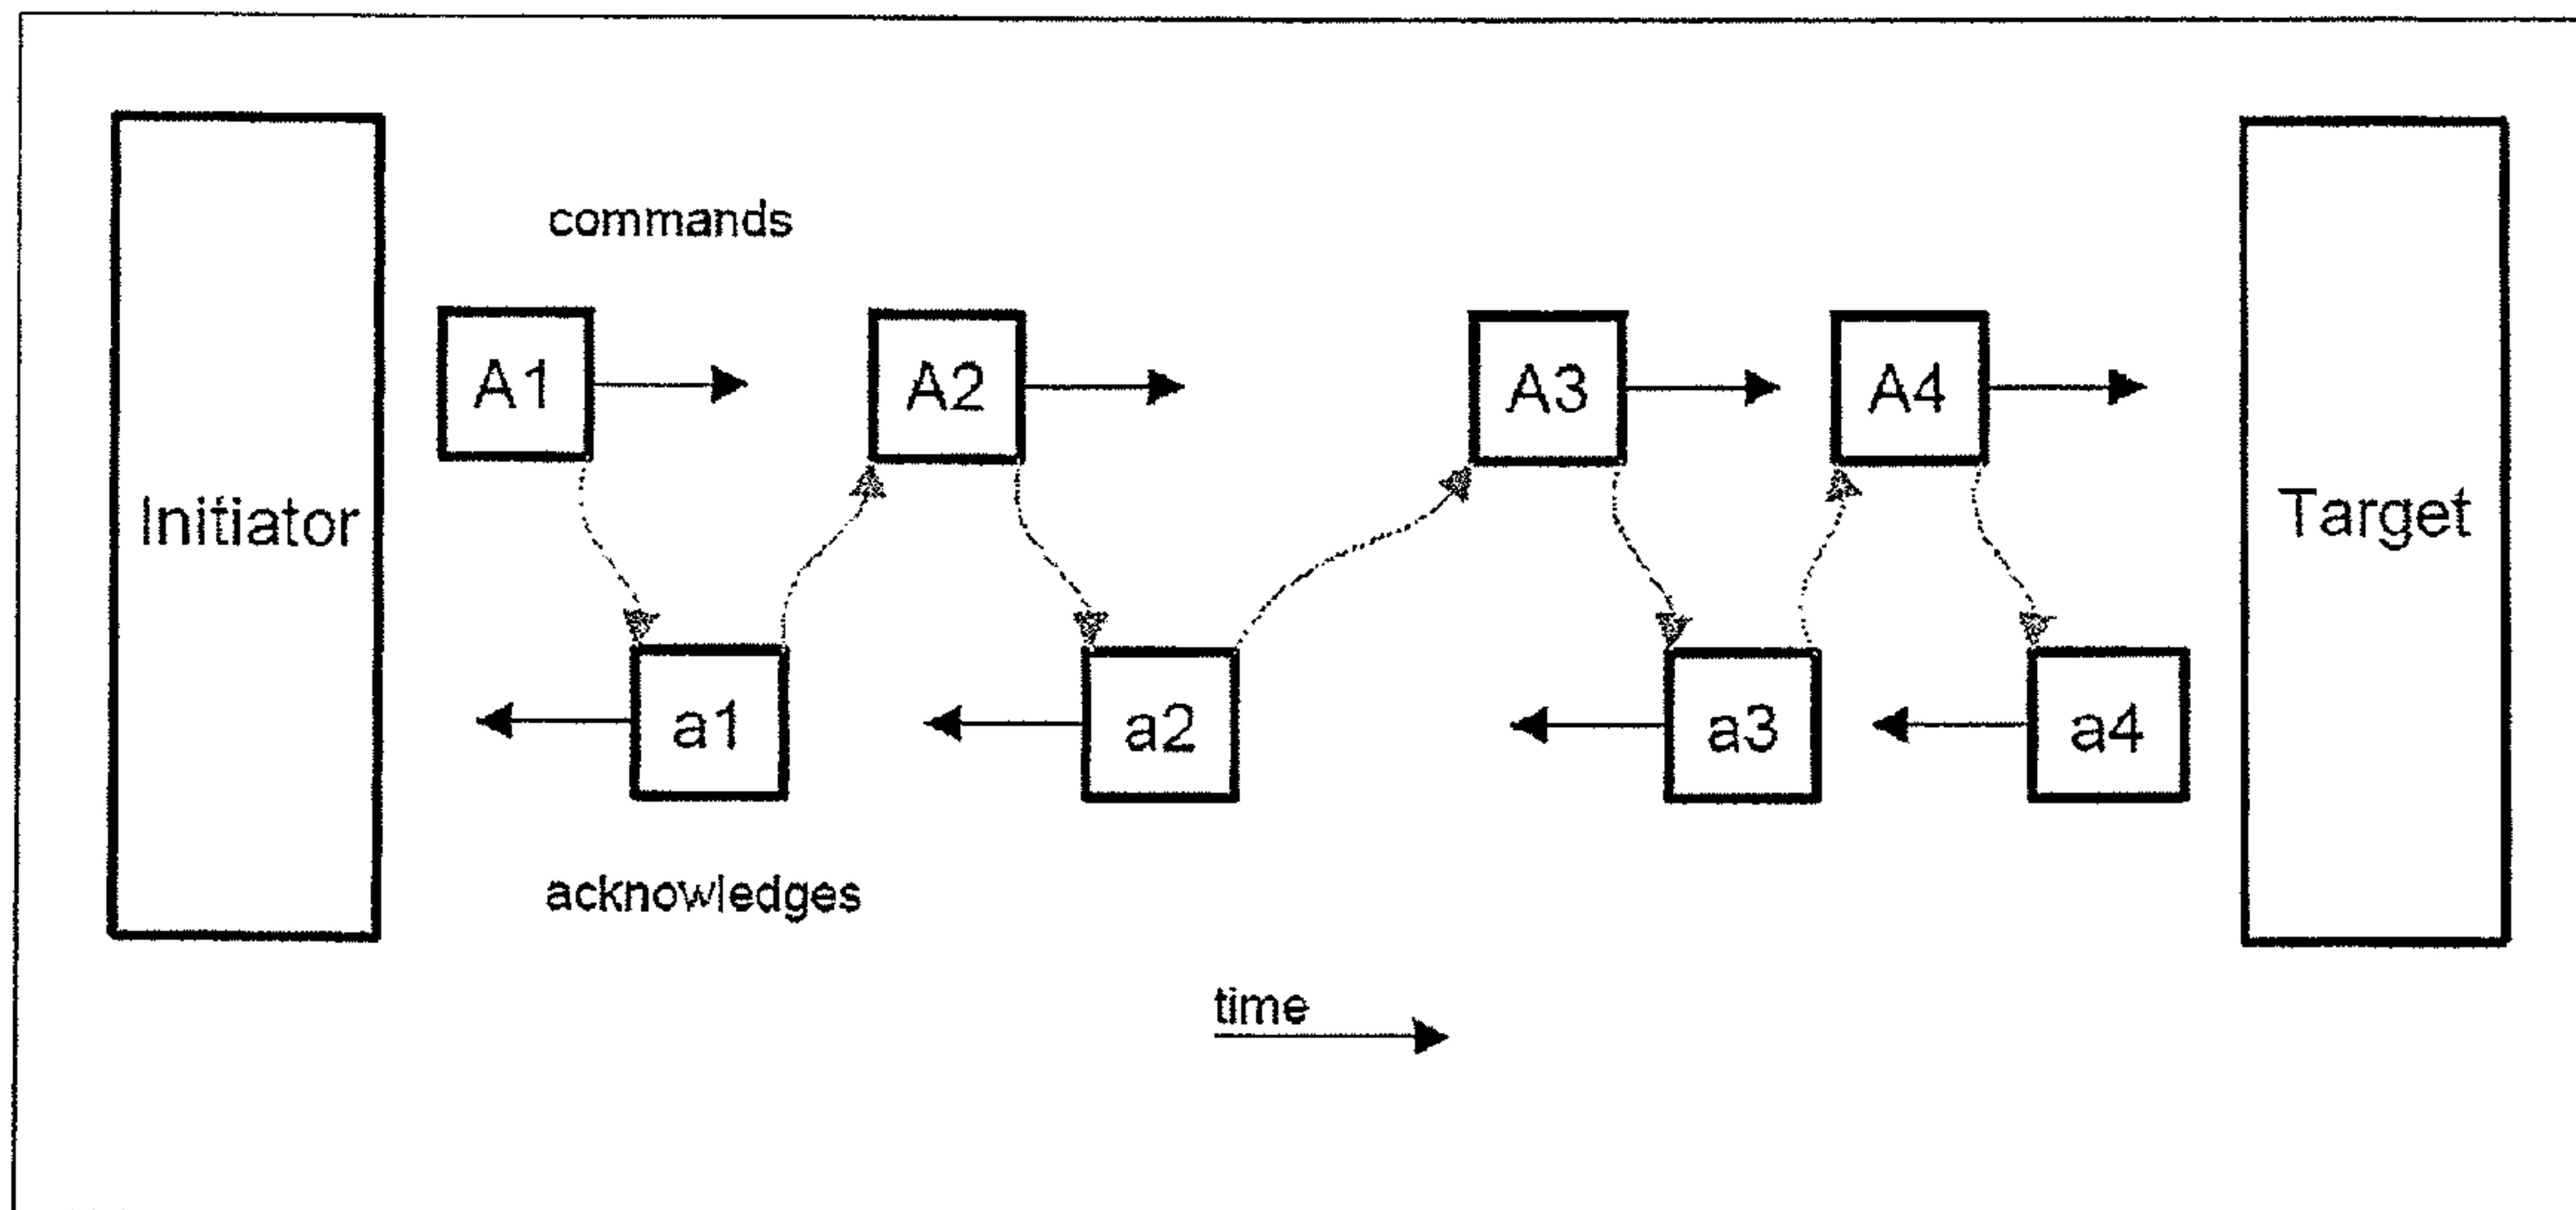 commands
A1
A2
A3
A4
Initiator
Target
a1
a2
a3
a4
acknowledges
time